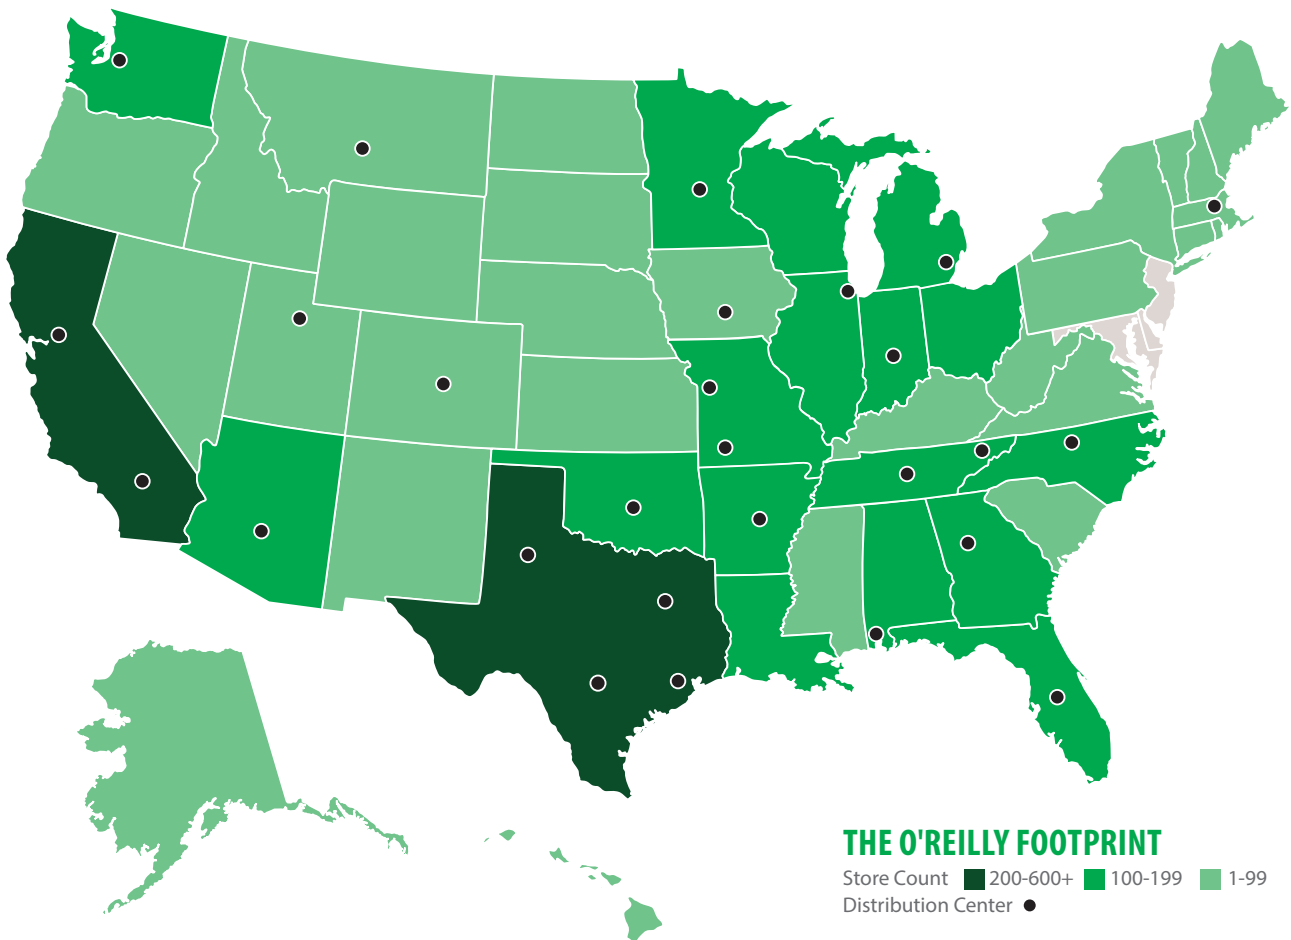 THE O'REILLY FOOTPRINT
Store Count 200-600+ 100-199 1-99
Distribution Center